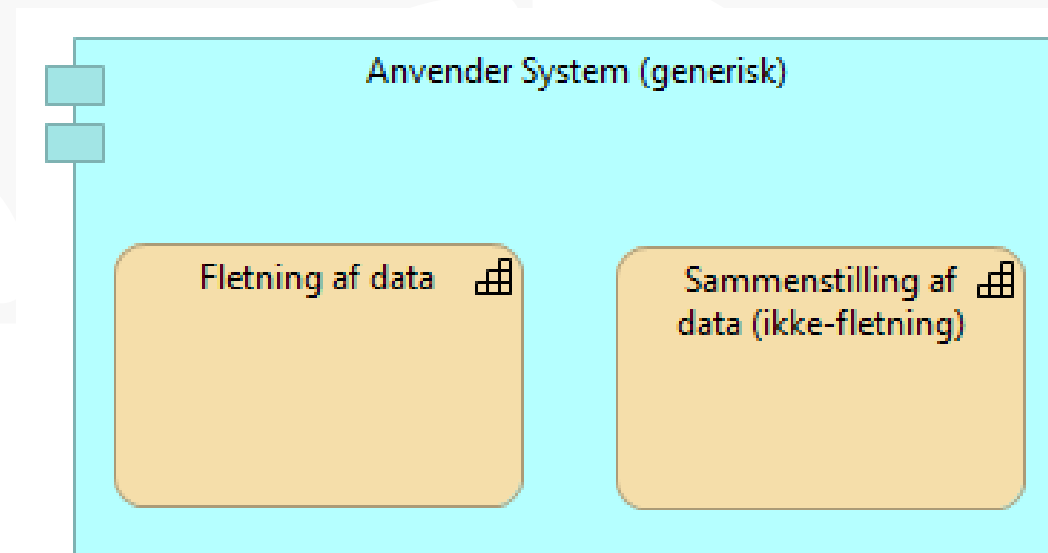 Anvender System (generisk)
Fletning af data
Sammenstilling af
data (ikke-fletning)